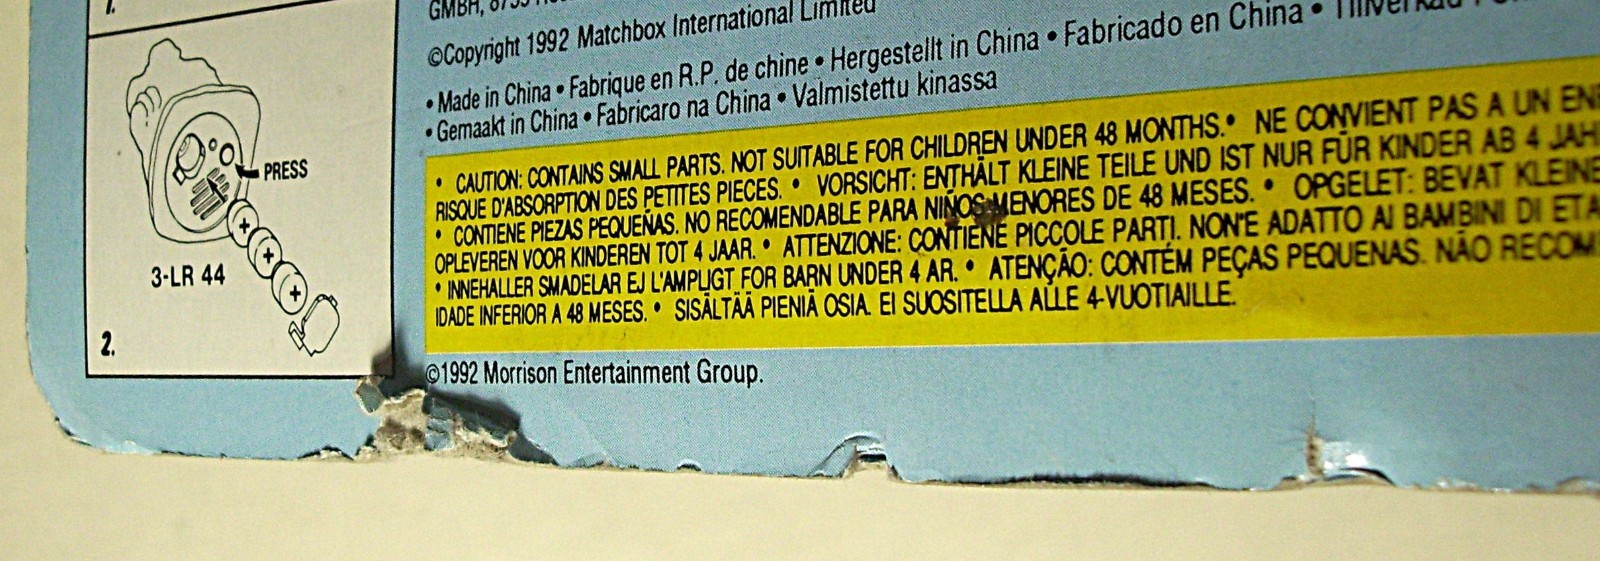 1.
PRESS
3-LR 44
2.
GMBH,
©Copyright 1992 Matchbox International Limited
• Made in China • Fabrique en R.P. de chine • Hergestellt in China • Fabricado en China •
• Gemaakt in China • Fabricaro na China • Valmistettu kinassa
• CAUTION: CONTAINS SMALL PARTS. NOT SUITABLE FOR CHILDREN UNDER 48 MONTHS. • NE CONVIENT PAS A UN
RISQUE D'ABSORPTION DES PETITES PIECES. • VORSICHT: ENTHÄLT KLEINE TEILE UND IST NUR FÜR KINDER AB 4
• CONTIENE PIEZAS PEQUEÑAS. NO RECOMENDABLE PARA NIÑOS MENORES DE 48 MESES. • OPGELET: BEVAT KLEINE
OPLEVEREN VOOR KINDEREN TOT 4 JAAR. • ATTENZIONE: CONTIENE PICCOLE PARTI. NON'E ADATTO AI BAMBINI DI ETA
• INNEHALLER SMADELAR EJ L'AMPLIGT FOR BARN UNDER 4 AR. • ATENÇÃO: CONTÉM PEÇAS PEQUENAS. NÃO
IDADE INFERIOR A 48 MESES. • SISÄLTÄÄ PIENIÄ OSIA. EI SUOSITELLA ALLE 4-VUOTIAILLE.
©1992 Morrison Entertainment Group.